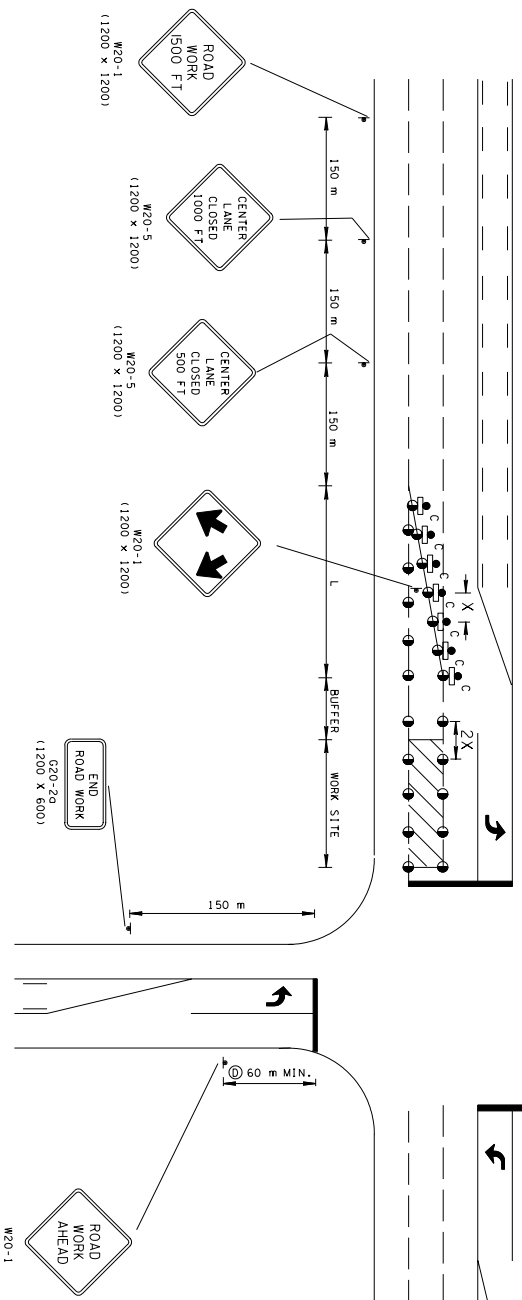 ROAD
WORK
1500 FT
W20-1
(1200 x 1200)
150 m
CENTER
LANE
CLOSED
1000 FT
W20-5
(1200 x 1200)
150 m
CENTER
LANE
CLOSED
500 FT
W20-5
(1200 x 1200)
150 m
W20-1
(1200 x 1200)
L
C
C
C
C
C
C
C
X
2X
BUFFER
WORK SITE
END
ROAD WORK
G20-2a
(1200 X 600)
150 m
D 60 m MIN.
ROAD
WORK
AHEAD
W20-1